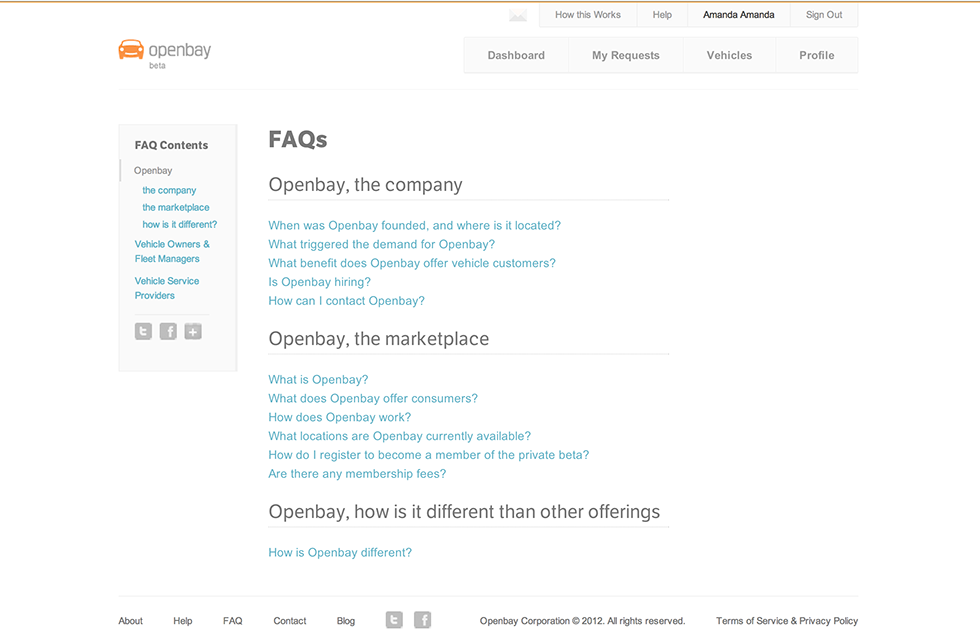 How this Works Help Amanda Amanda Sign Out
openbay
beta
Dashboard My Requests Vehicles Profile
FAQ Contents
Openbay
the company
the marketplace
how is it different?
Vehicle Owners &
Fleet Managers
Vehicle Service
Providers
FAQs
Openbay, the company
When was Openbay founded, and where is it located?
What triggered the demand for Openbay?
What benefit does Openbay offer vehicle customers?
Is Openbay hiring?
How can I contact Openbay?
Openbay, the marketplace
What is Openbay?
What does Openbay offer consumers?
How does Openbay work?
What locations are Openbay currently available?
How do I register to become a member of the private beta?
Are there any membership fees?
Openbay, how is it different than other offerings
How is Openbay different?
About Help FAQ Contact Blog Openbay Corporation © 2012. All rights reserved. Terms of Service & Privacy Policy